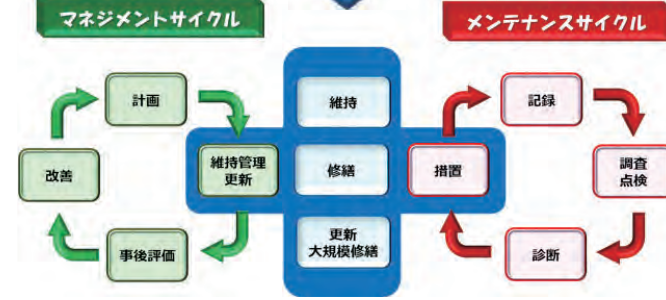 マネジメントサイクル
メンテナンスサイクル
計画
維持
記録
改善
維持管理
更新
修繕
措置
調査
点検
事後評価
更新
大規模修繕
診断